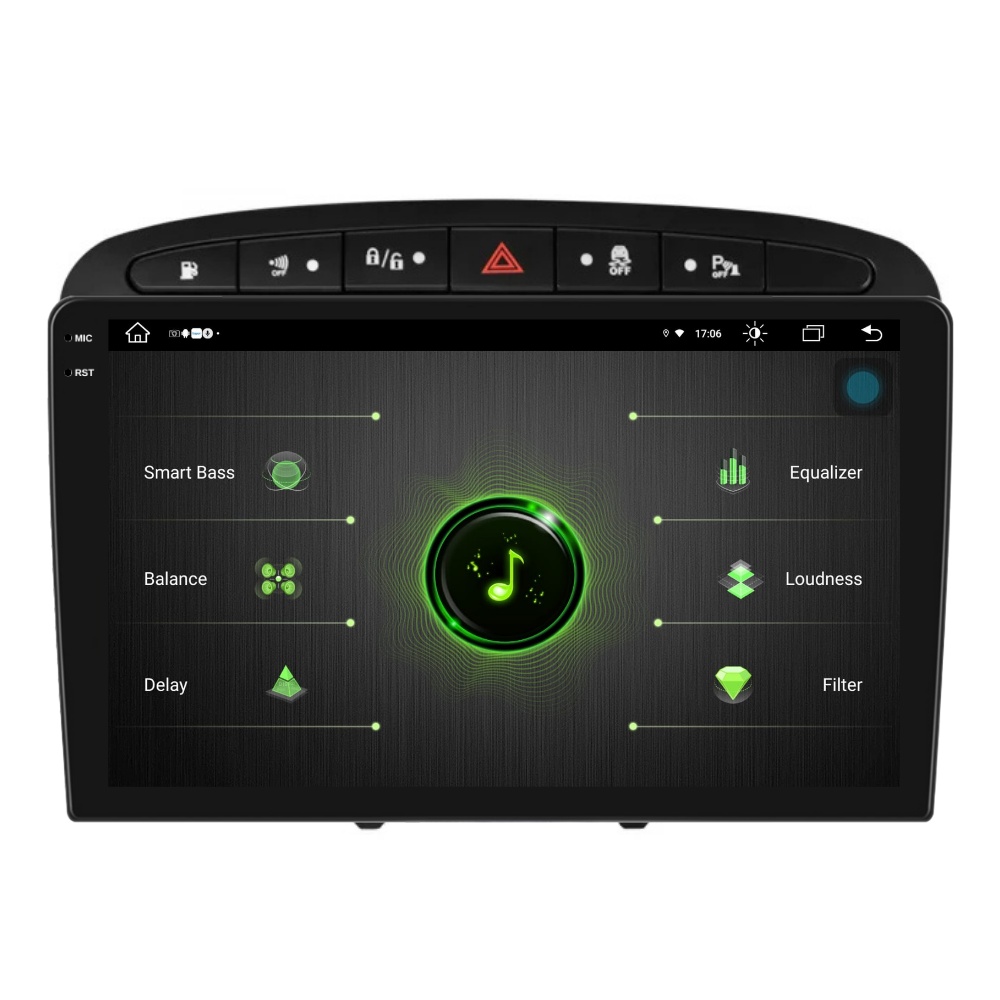 OFF
OFF
P
OFF
MIC
17:06
RST
Smart Bass
Equalizer
Balance
Loudness
Delay
Filter